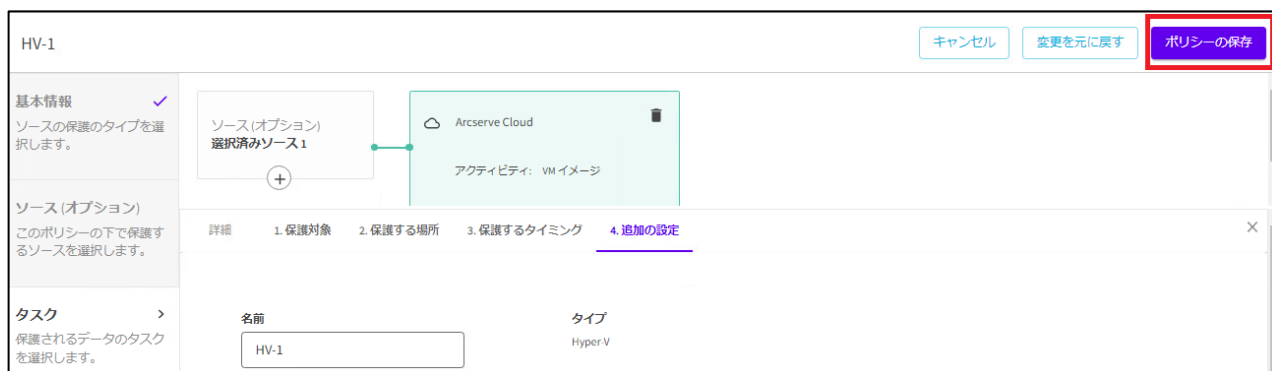 HV-1
キャンセル
変更を元に戻す
ポリシーの保存
基本情報
ソースの保護のタイプを選
択します。
ソース (オプション)
このポリシーの下で保護す
るソースを選択します。
タスク
保護されるデータのタスク
を選択します。
ソース (オプション)
選択済みソース 1
Arcserve Cloud
アクティビティ: VM イメージ
詳細
1. 保護対象
2. 保護する場所
3. 保護するタイミング
4. 追加の設定
名前
HV-1
タイプ
Hyper-V